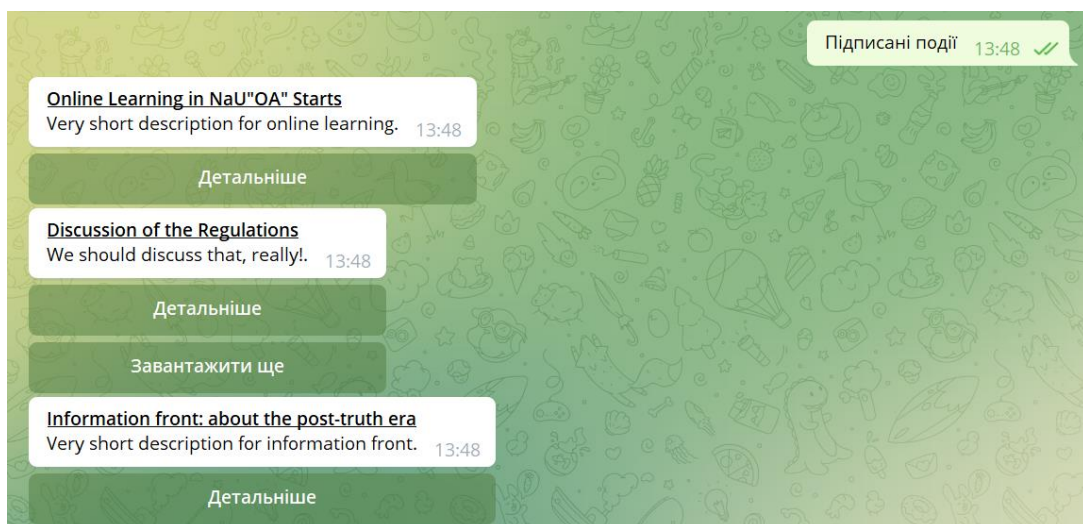 Підписані події 13:48
Online Learning in NaU"OA" Starts
Very short description for online learning. 13:48
Детальніше
Discussion of the Regulations
We should discuss that, really!. 13:48
Детальніше
Завантажити ще
Information front: about the post-truth era
Very short description for information front. 13:48
Детальніше